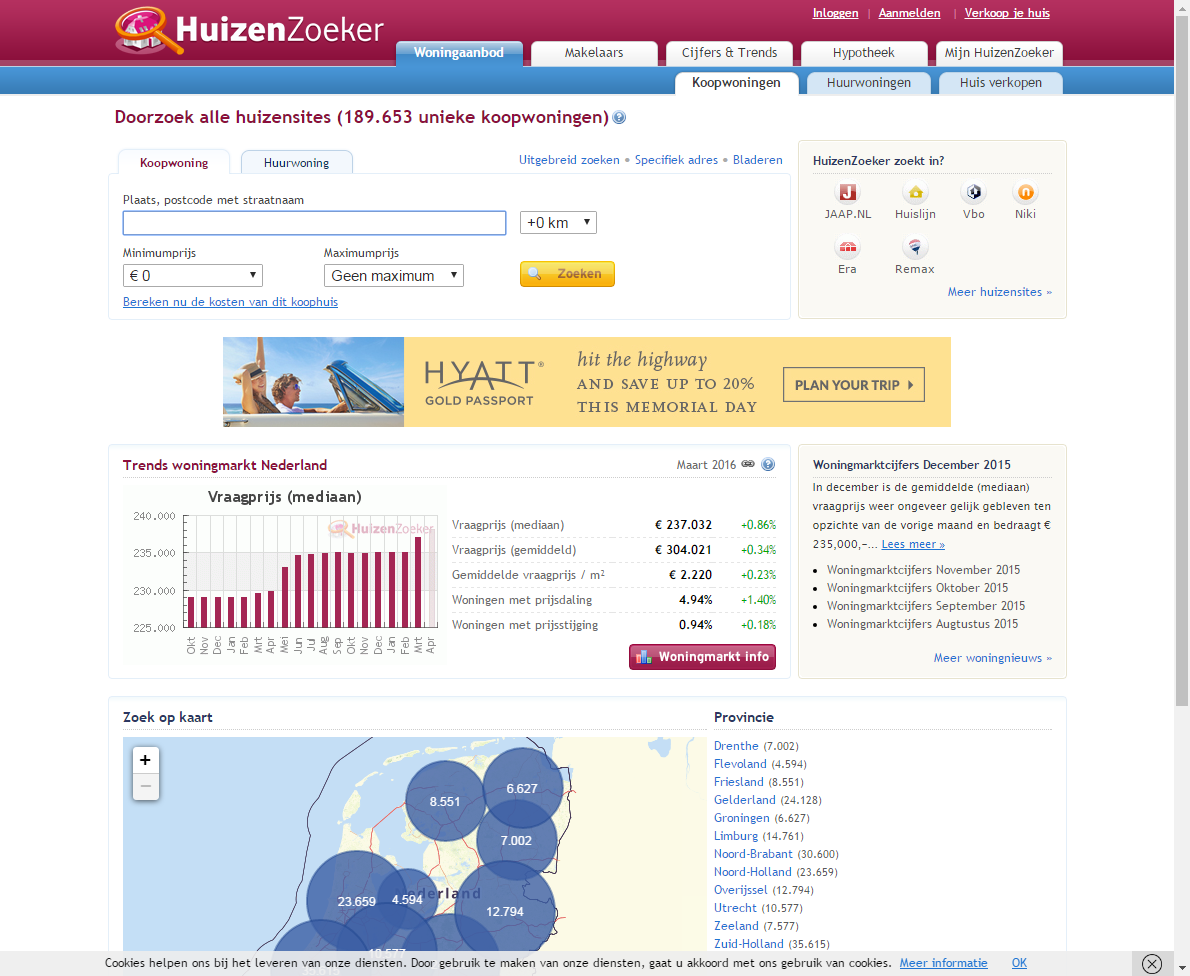 Inloggen | Aanmelden | Verkoop je huis
HuizenZoeker
Woningaanbod
Makelaars
Cijfers & Trends
Hypotheek
Mijn HuizenZoeker
Koopwoningen
Huurwoningen
Huis verkopen
Doorzoek alle huizensites (189.653 unieke koopwoningen)
Koopwoning
Huurwoning
Uitgebreid zoeken • Specifiek adres • Bladeren
Plaats, postcode met straatnaam
+0 km
Minimumprijs
Maximumprijs
€ 0
Geen maximum
Zoeken
Bereken nu de kosten van dit koophuis
HuizenZoeker zoekt in?
JAAP.NL
Huislijn
Vbo
Niki
Era
Remax
Meer huizensites »
HYATT®
GOLD PASSPORT
hit the highway
AND SAVE UP TO 20%
THIS MEMORIAL DAY
PLAN YOUR TRIP
Trends woningmarkt Nederland
Maart 2016
Vraagprijs (mediaan)
HuizenZoeker
240.000
235.000
230.000
225.000
Okt Nov Dec Jan Feb Mrt Apr Mei Jun Jul Aug Sep Okt Nov Dec Jan Feb Mrt Apr
Vraagprijs (mediaan) € 237.032 +0.86%
Vraagprijs (gemiddeld) € 304.021 +0.34%
Gemiddelde vraagprijs / m² € 2.220 +0.23%
Woningen met prijsdaling 4.94% +1.40%
Woningen met prijsstijging 0.94% +0.18%
Woningmarkt info
Woningmarktcijfers December 2015
In december is de gemiddelde (mediaan)
vraagprijs weer ongeveer gelijk gebleven ten
opzichte van de vorige maand en bedraagt €
235,000,-... Lees meer »
Woningmarktcijfers November 2015
Woningmarktcijfers Oktober 2015
Woningmarktcijfers September 2015
Woningmarktcijfers Augtustus 2015
Meer woningnieuws »
Zoek op kaart
+
−
8.551
6.627
7.002
23.659
4.594
12.794
10.577
35.615
Provincie
Drenthe (7.002)
Flevoland (4.594)
Friesland (8.551)
Gelderland (24.128)
Groningen (6.627)
Limburg (14.761)
Noord-Brabant (30.600)
Noord-Holland (23.659)
Overijssel (12.794)
Utrecht (10.577)
Zeeland (7.577)
Zuid-Holland (35.615)
Cookies helpen ons bij het leveren van onze diensten. Door gebruik te maken van onze diensten, gaat u akkoord met ons gebruik van cookies. Meer informatie OK